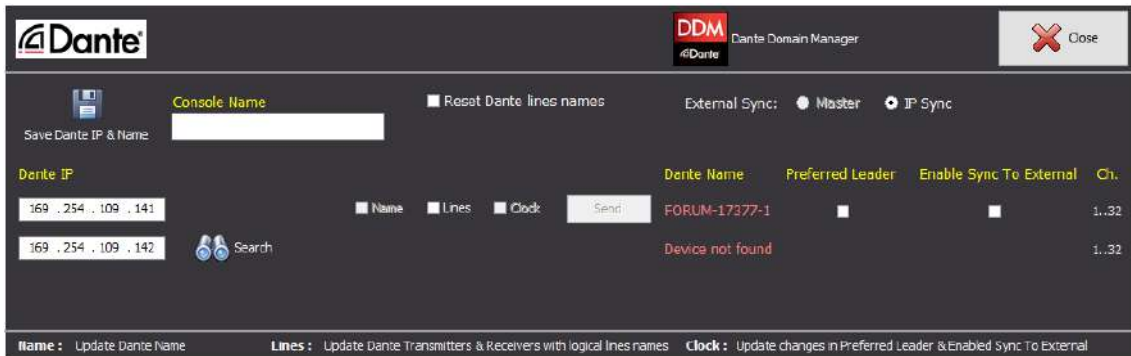 Dante
DDM
Dante
Dante Domain Manager
Close
Save Dante IP & Name
Console Name
Reset Dante lines names
External Sync: Master IP Sync
Dante IP
Dante Name Preferred Leader Enable Sync To External Ch.
169 . 254 . 109 . 141 Name Lines Clock Send FORUM-17377-1 1..32
169 . 254 . 109 . 142 Search Device not found 1..32
Name : Update Dante Name Lines : Update Dante Transmitters & Receivers with logical lines names Clock : Update changes in Preferred Leader & Enabled Sync To External